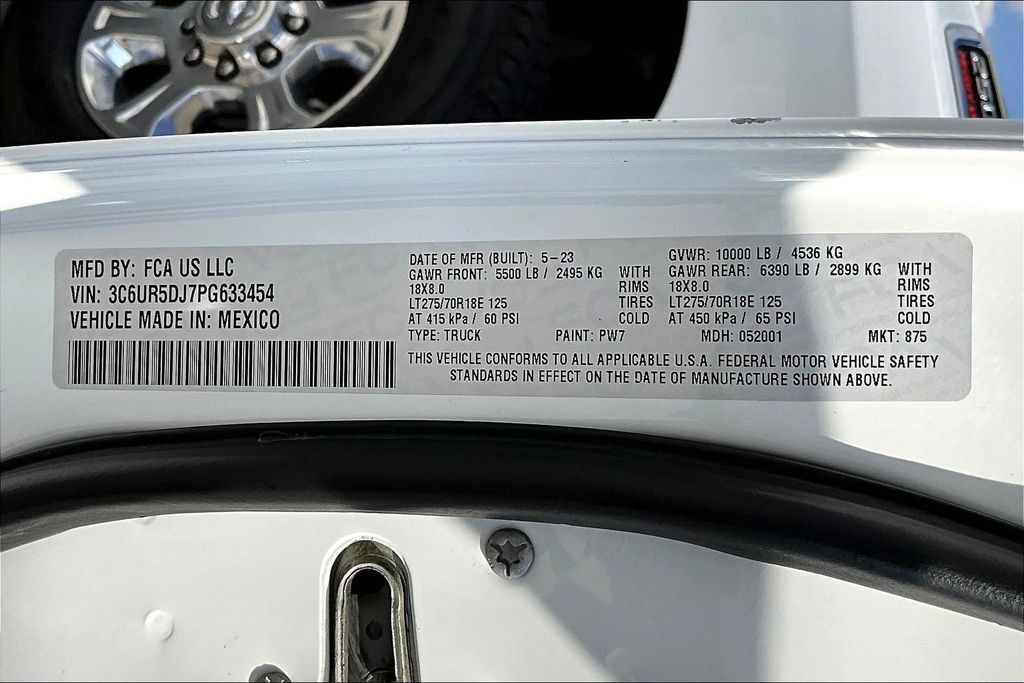 MFD BY: FCA US LLC
VIN: 3C6UR5DJ7PG633454
VEHICLE MADE IN: MEXICO
DATE OF MFR (BUILT): 5-23
GAWR FRONT: 5500 LB / 2495 KG WITH
18X8.0 RIMS
LT275/70R18E 125 TIRES
AT 415 kPa / 60 PSI COLD
GVWR: 10000 LB / 4536 KG
GAWR REAR: 6390 LB / 2899 KG WITH
18X8.0 RIMS
LT275/70R18E 125 TIRES
AT 450 kPa / 65 PSI COLD
TYPE: TRUCK PAINT: PW7 MDH: 052001 MKT: 875
THIS VEHICLE CONFORMS TO ALL APPLICABLE U.S.A. FEDERAL MOTOR VEHICLE SAFETY
STANDARDS IN EFFECT ON THE DATE OF MANUFACTURE SHOWN ABOVE.